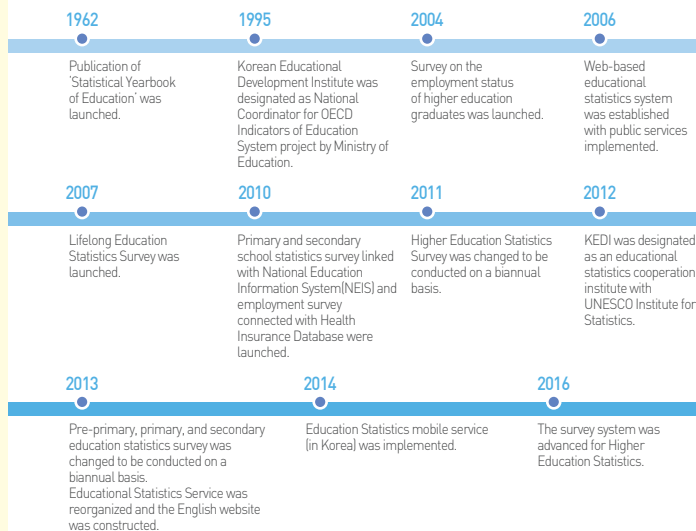 1962
Publication of
'Statistical Yearbook
of Education' was
launched.
1995
Korean Educational
Development Institute was
designated as National
Coordinator for OECD
Indicators of Education
System project by Ministry of
Education.
2004
Survey on the
employment status
of higher education
graduates was launched.
2006
Web-based
educational
statistics system
was established
with public services
implemented.
2007
Lifelong Education
Statistics Survey was
launched.
2010
Primary and secondary
school statistics survey linked
with National Education
Information System(NEIS) and
employment survey
connected with Health
Insurance Database were
launched.
2011
Higher Education Statistics
Survey was changed to be
conducted on a biannual
basis.
2012
KEDI was designated
as an educational
statistics cooperation
institute with
UNESCO Institute for
Statistics.
2013
Pre-primary, primary, and secondary
education statistics survey was
changed to be conducted on a
biannual basis.
Educational Statistics Service was
reorganized and the English website
was constructed.
2014
Education Statistics mobile service
(in Korea) was implemented.
2016
The survey system was
advanced for Higher
Education Statistics.